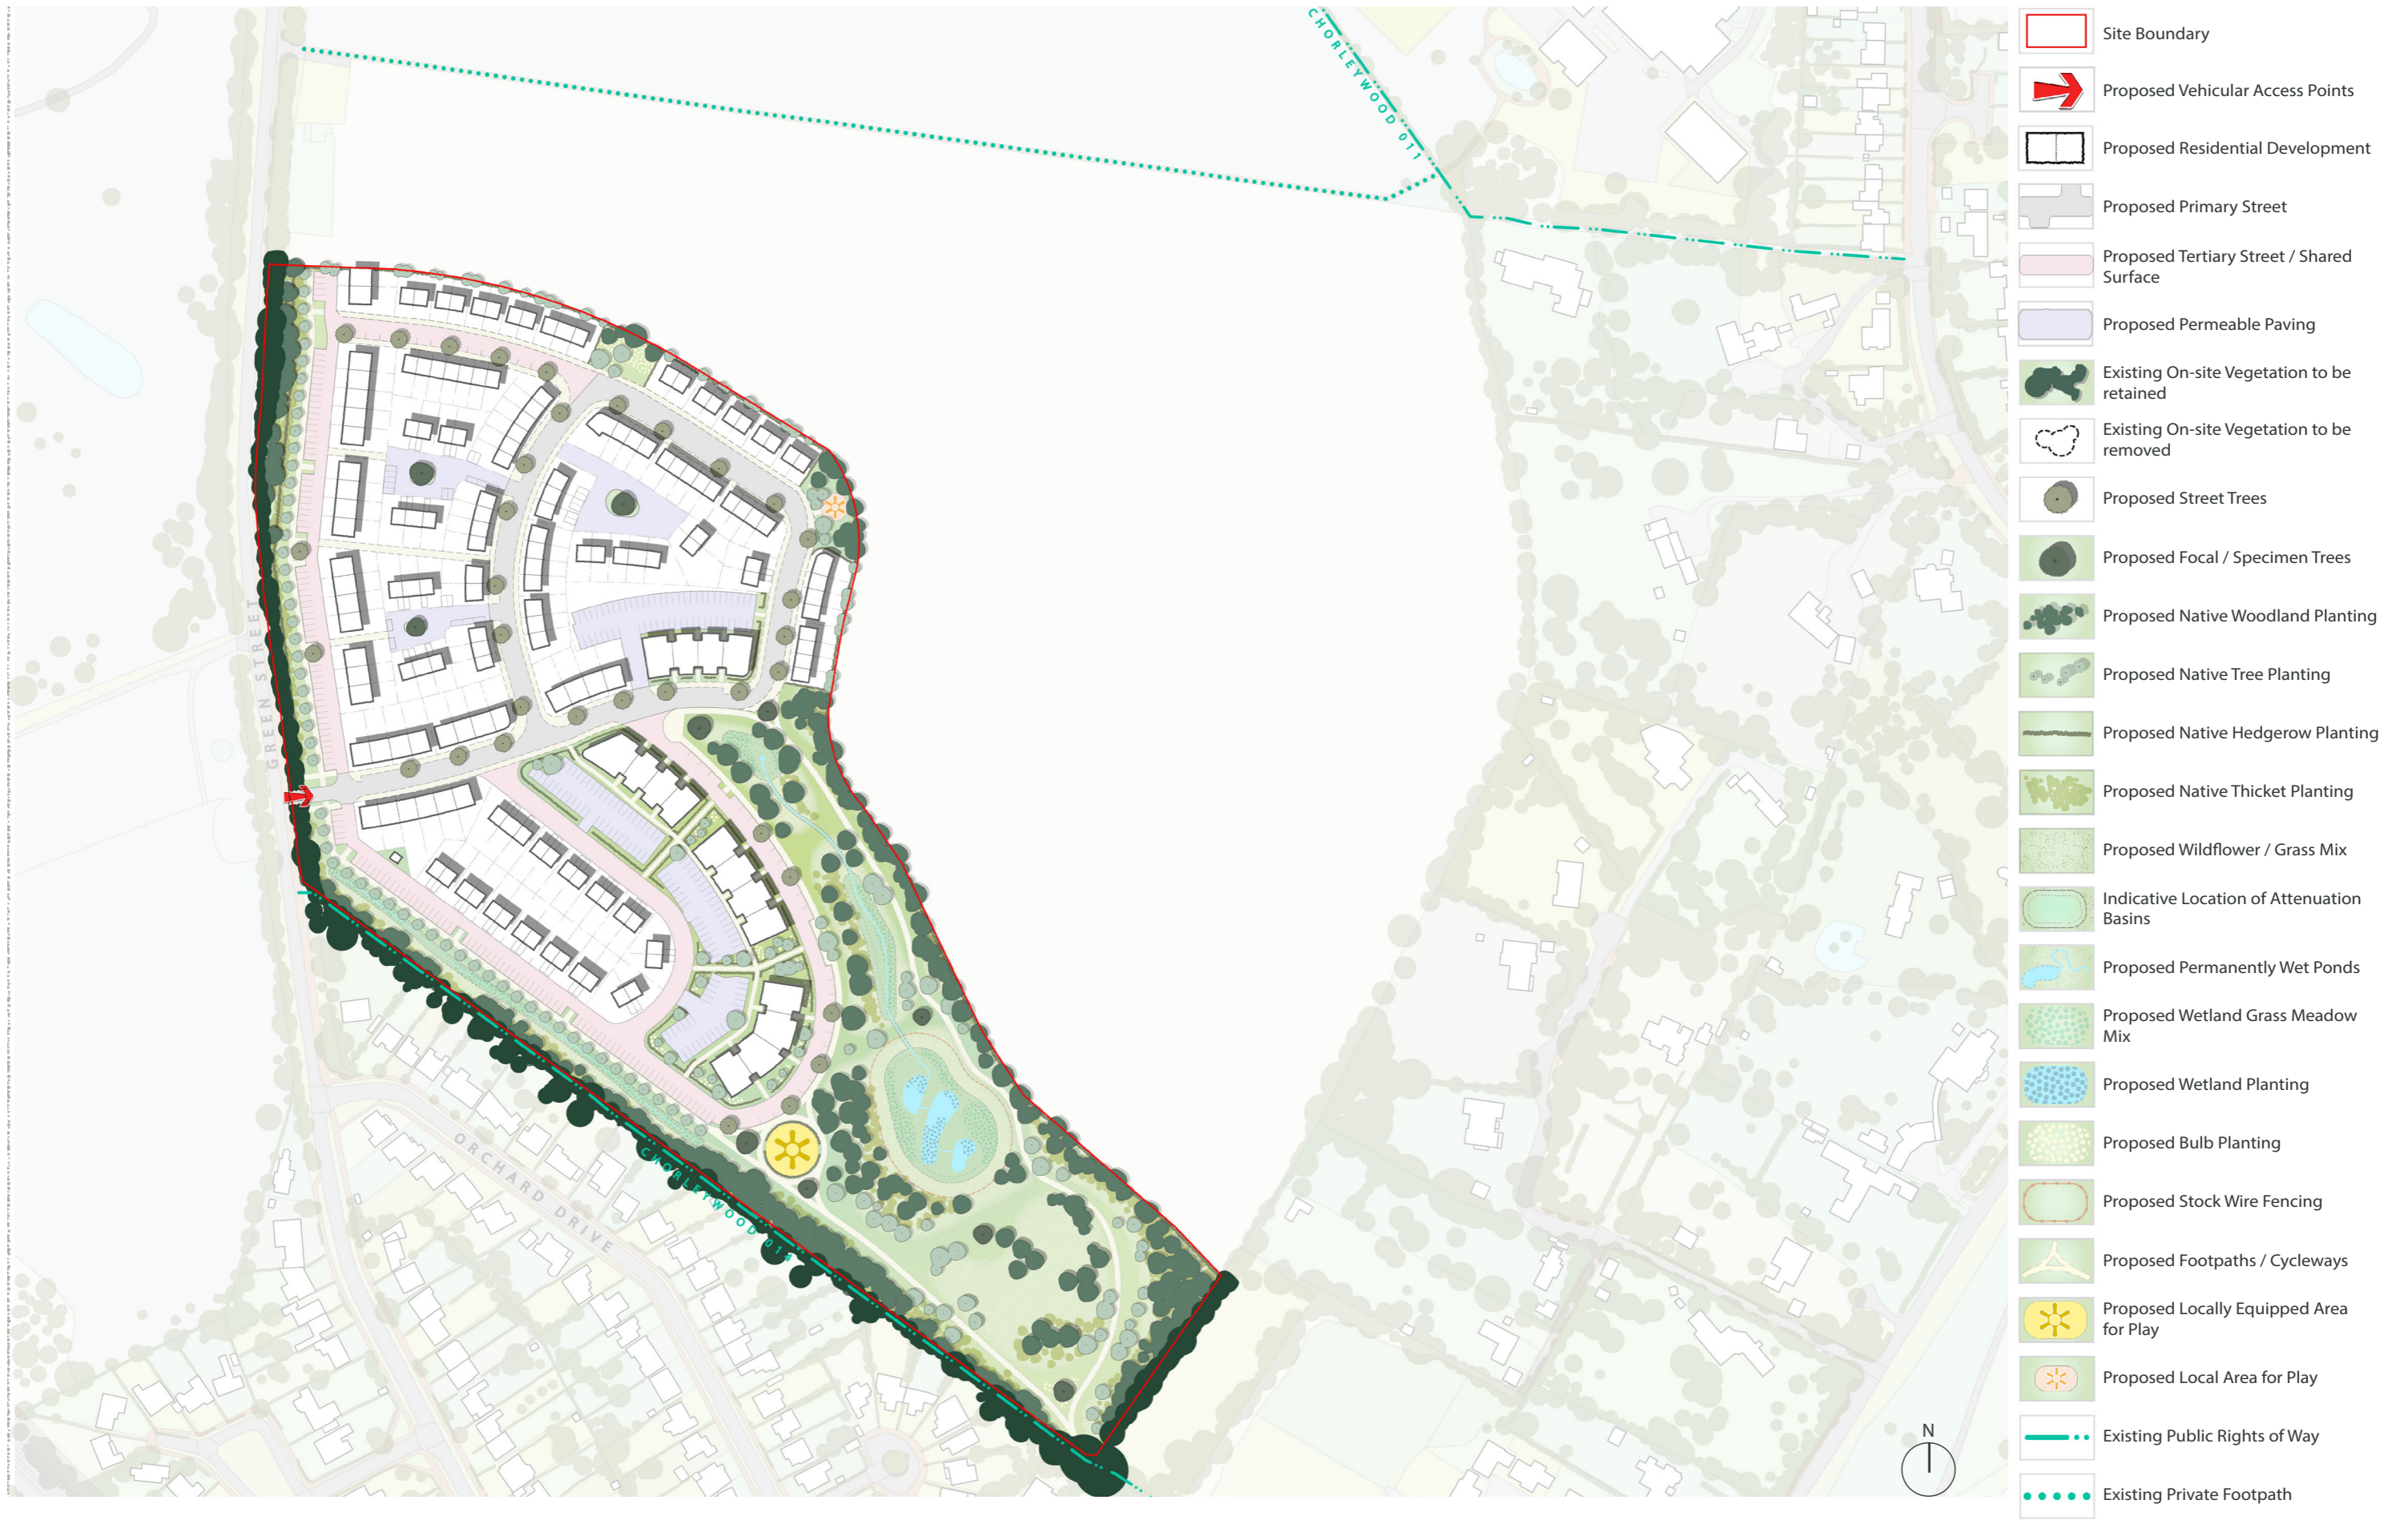 CHORLEYWOOD 011
GREEN STREET
ORCHARD DRIVE
CHORLEYWOOD 014
N
Site Boundary
Proposed Vehicular Access Points
Proposed Residential Development
Proposed Primary Street
Proposed Tertiary Street / Shared
Surface
Proposed Permeable Paving
Existing On-site Vegetation to be
retained
Existing On-site Vegetation to be
removed
Proposed Street Trees
Proposed Focal / Specimen Trees
Proposed Native Woodland Planting
Proposed Native Tree Planting
Proposed Native Hedgerow Planting
Proposed Native Thicket Planting
Proposed Wildflower / Grass Mix
Indicative Location of Attenuation
Basins
Proposed Permanently Wet Ponds
Proposed Wetland Grass Meadow
Mix
Proposed Wetland Planting
Proposed Bulb Planting
Proposed Stock Wire Fencing
Proposed Footpaths / Cycleways
Proposed Locally Equipped Area
for Play
Proposed Local Area for Play
Existing Public Rights of Way
Existing Private Footpath